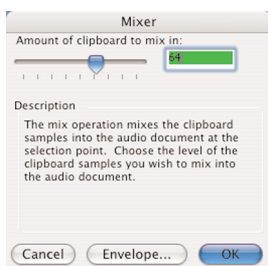 Mixer
Amount of clipboard to mix in:
64
Description
The mix operation mixes the clipboard
samples into the audio document at the
selection point. Choose the level of the
clipboard samples you wish to mix into
the audio document.
Cancel Envelope... OK